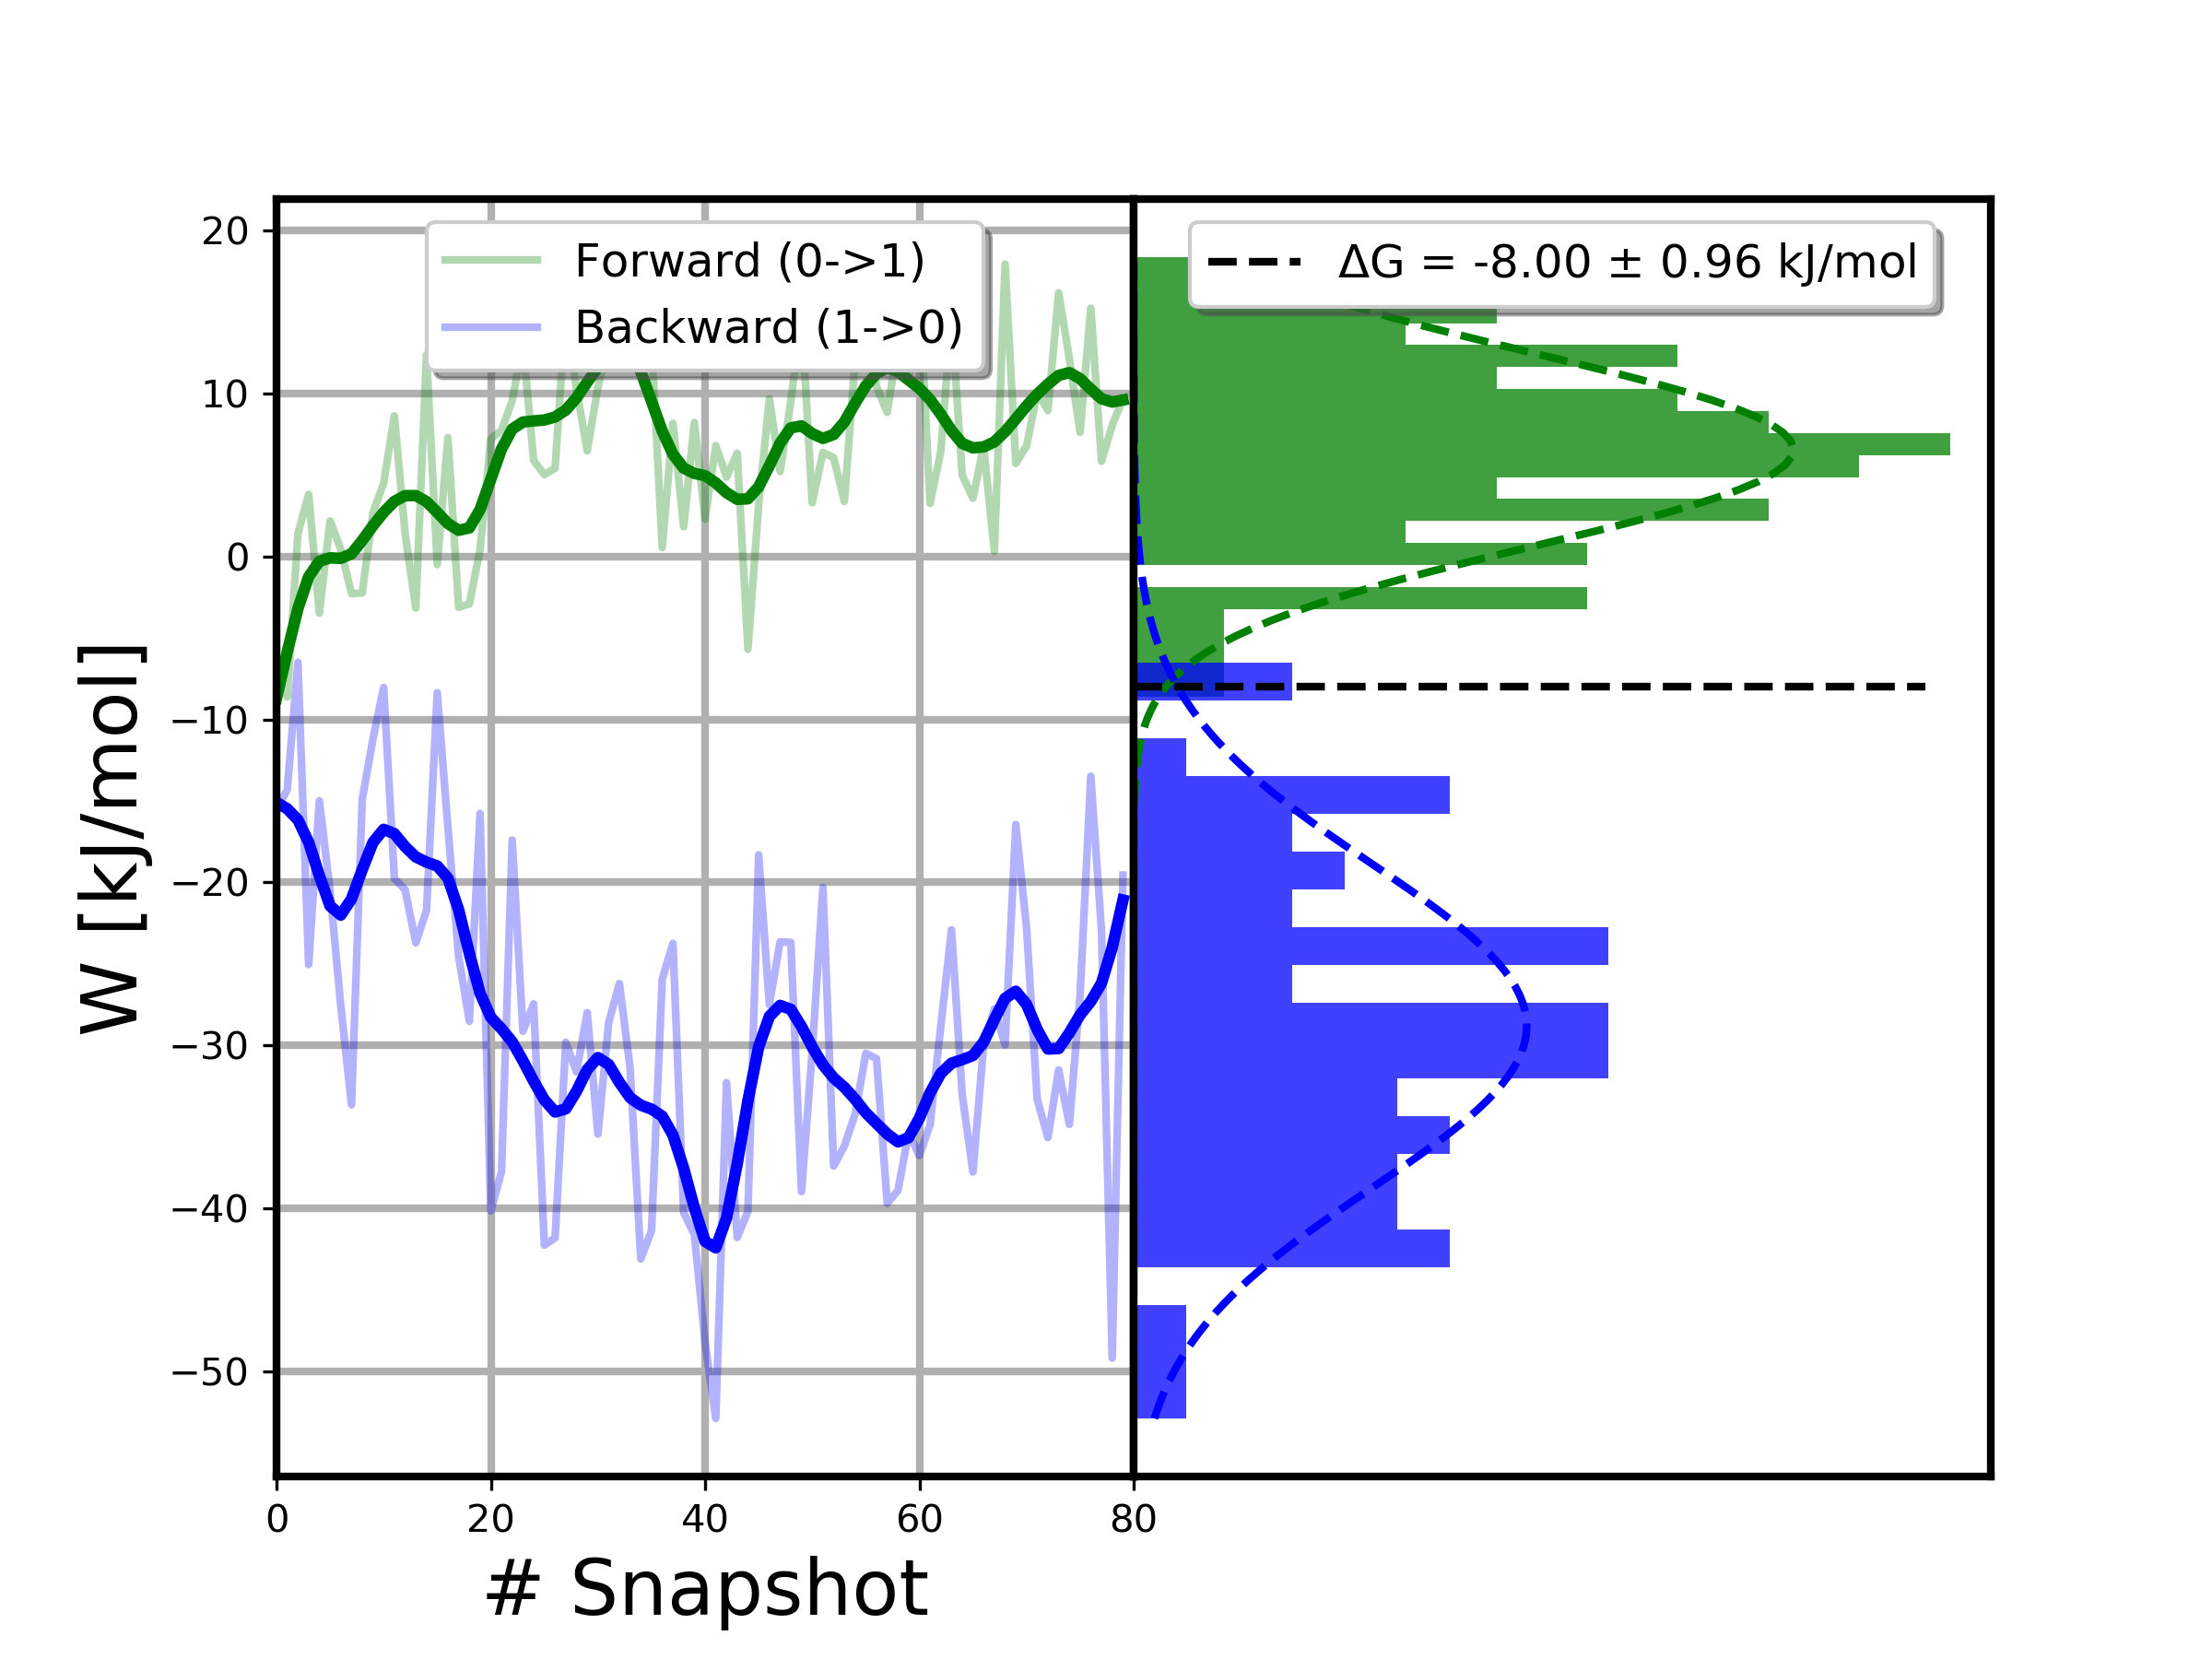 Forward (0->1)
Backward (1->0)
ΔG = -8.00 ± 0.96 kJ/mol
W [kJ/mol]
20
10
0
−10
−20
−30
−40
−50
0 20 40 60 80
# Snapshot